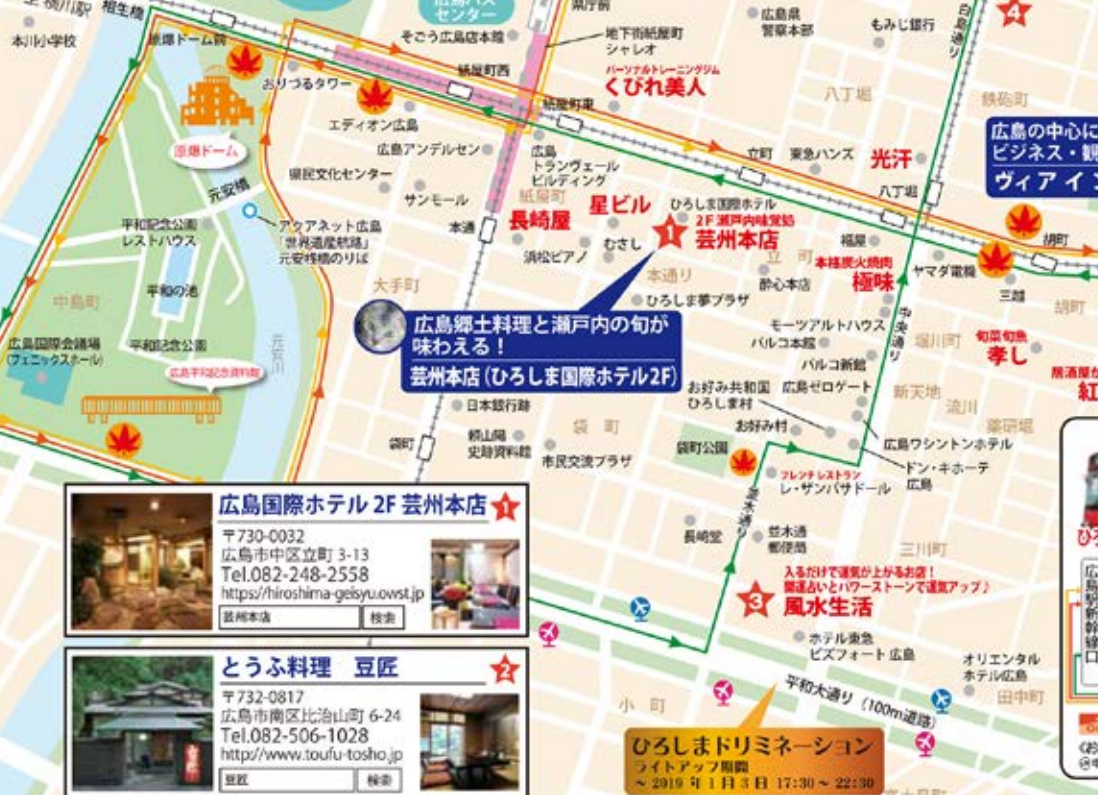 相生橋
本川小学校
原爆ドーム前
おりづるタワー
原爆ドーム
元安橋
アクアネット広島
「世界遺産航路」
元安桟橋のりば
平和記念公園
レストハウス
平和の池
中島町
広島国際会議場
(フェニックスホール)
平和記念公園
広島平和記念資料館
元安川
センター
そごう広島店本館
紙屋町西
エディオン広島
広島アンデルセン
県民文化センター
サンモール
本通
大手町
県庁前
地下街紙屋町
シャレオ
パーソナルトレーニングジム
くびれ美人
紙屋町東
広島
トランヴェール
ビルディング
紙屋町
長崎屋
浜松ピアノ
星ビル
むさし
本通り
ひろしま夢プラザ
ひろしま国際ホテル
1
2F 瀬戸内味覚処
芸州本店
立町
広島県
警察本部
もみじ銀行
白島通り
4
八丁堀
鉄砲町
立町
東急ハンズ
光汗
八丁堀
広島の中心に
ビジネス・観
ヴィアイン
胡町
福屋
ヤマダ電機
三越
胡町
本格炭火焼肉
極味
酔心本店
中央通り
モーツアルトハウス
パルコ本館
パルコ新館
堀川町
旬菜旬魚
孝し
新天地
流川
薬研堀
居酒屋か
紅
広島郷土料理と瀬戸内の旬が
味わえる!
芸州本店(ひろしま国際ホテル2F)
日本銀行跡
袋町
頼山陽
史跡資料館
袋町
市民交流プラザ
お好み共和国
ひろしま村
広島ゼロゲート
お好み村
袋町公園
広島ワシントンホテル
ドン・キホーテ
広島
フレンチレストラン
レ・ザンバサドール
並木通り
長崎堂
並木通
郵便局
三川町
入るだけで運気が上がるお店!
開運占いとパワーストーンで運気アップ♪
3
風水生活
ホテル東急
ビズフォート広島
オリエンタル
ホテル広島
田中町
平和大通り(100m道路)
小町
ひろしまドリミネーション
ライトアップ期間
~2019年1月3日 17:30~22:30
広島国際ホテル 2F 芸州本店
1
〒730-0032
広島市中区立町 3-13
Tel.082-248-2558
https://hiroshima-geisyu.owst.jp
芸州本店
検索
とうふ料理 豆匠
2
〒732-0817
広島市南区比治山町 6-24
Tel.082-506-1028
http://www.toufu-tosho.jp
豆匠
検索
広島駅新幹線口